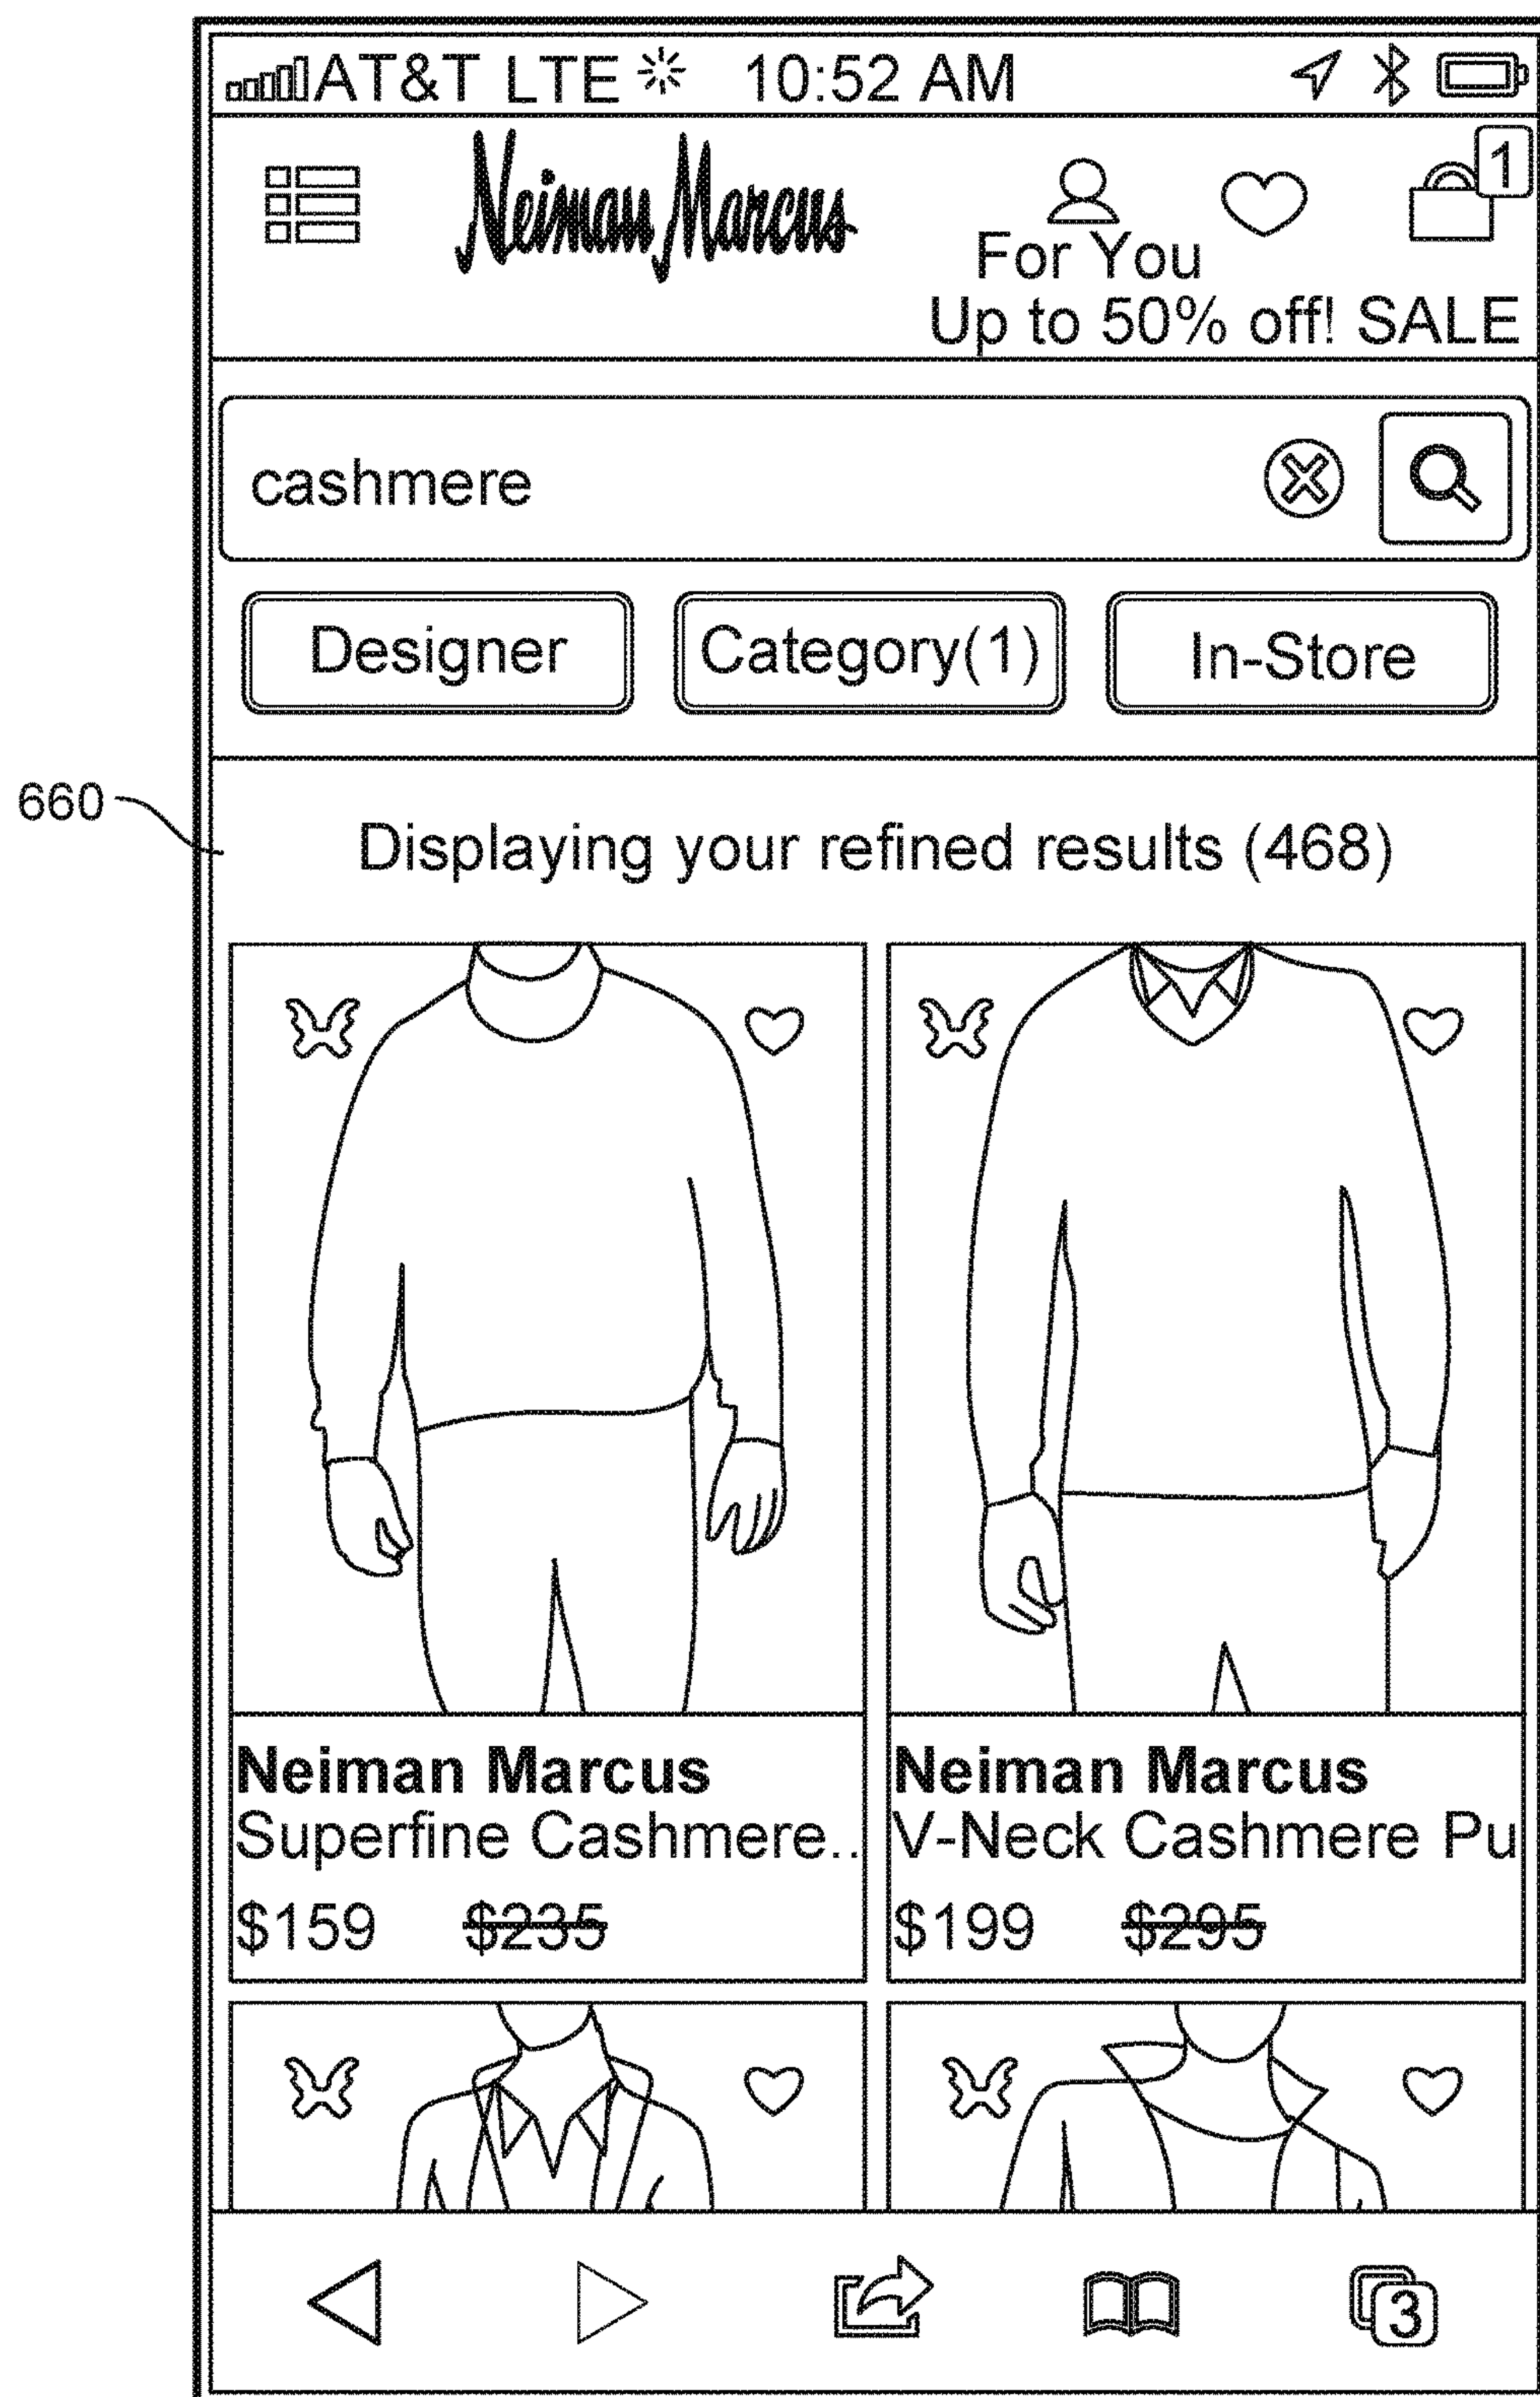 AT&T LTE 10:52 AM
1
Neiman Marcus
For You
Up to 50% off! SALE
cashmere
Designer Category(1) In-Store
660
Displaying your refined results (468)
Neiman Marcus
Superfine Cashmere..
$159 $235
Neiman Marcus
V-Neck Cashmere Pu
$199 $295
3